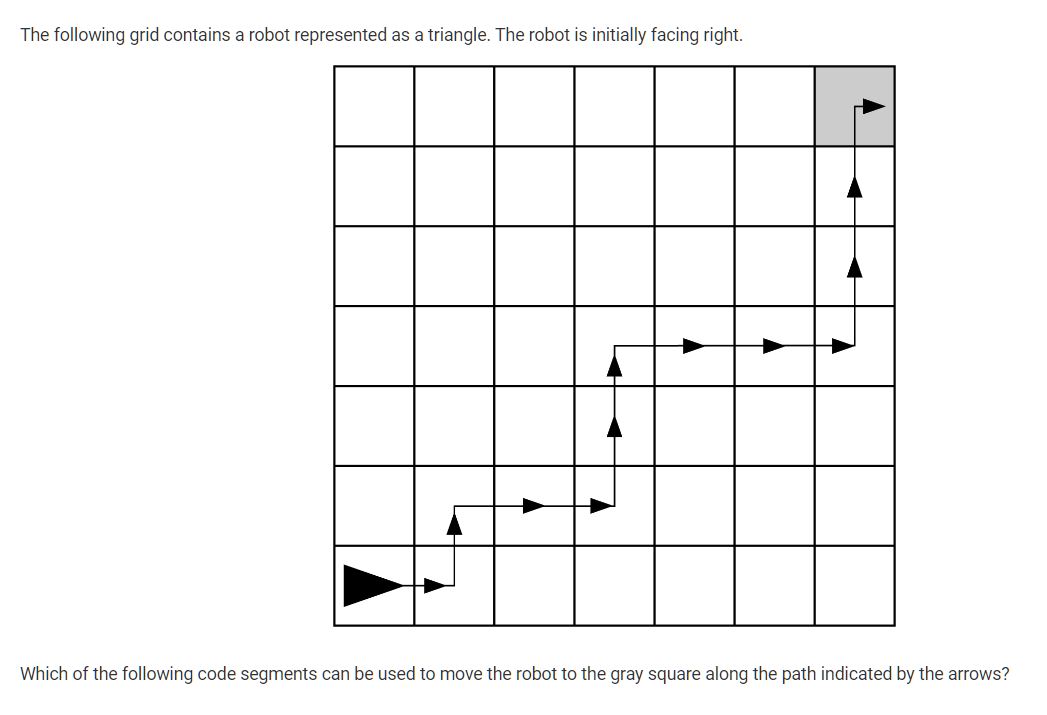 The following grid contains a robot represented as a triangle. The robot is initially facing right.
Which of the following code segments can be used to move the robot to the gray square along the path indicated by the arrows?